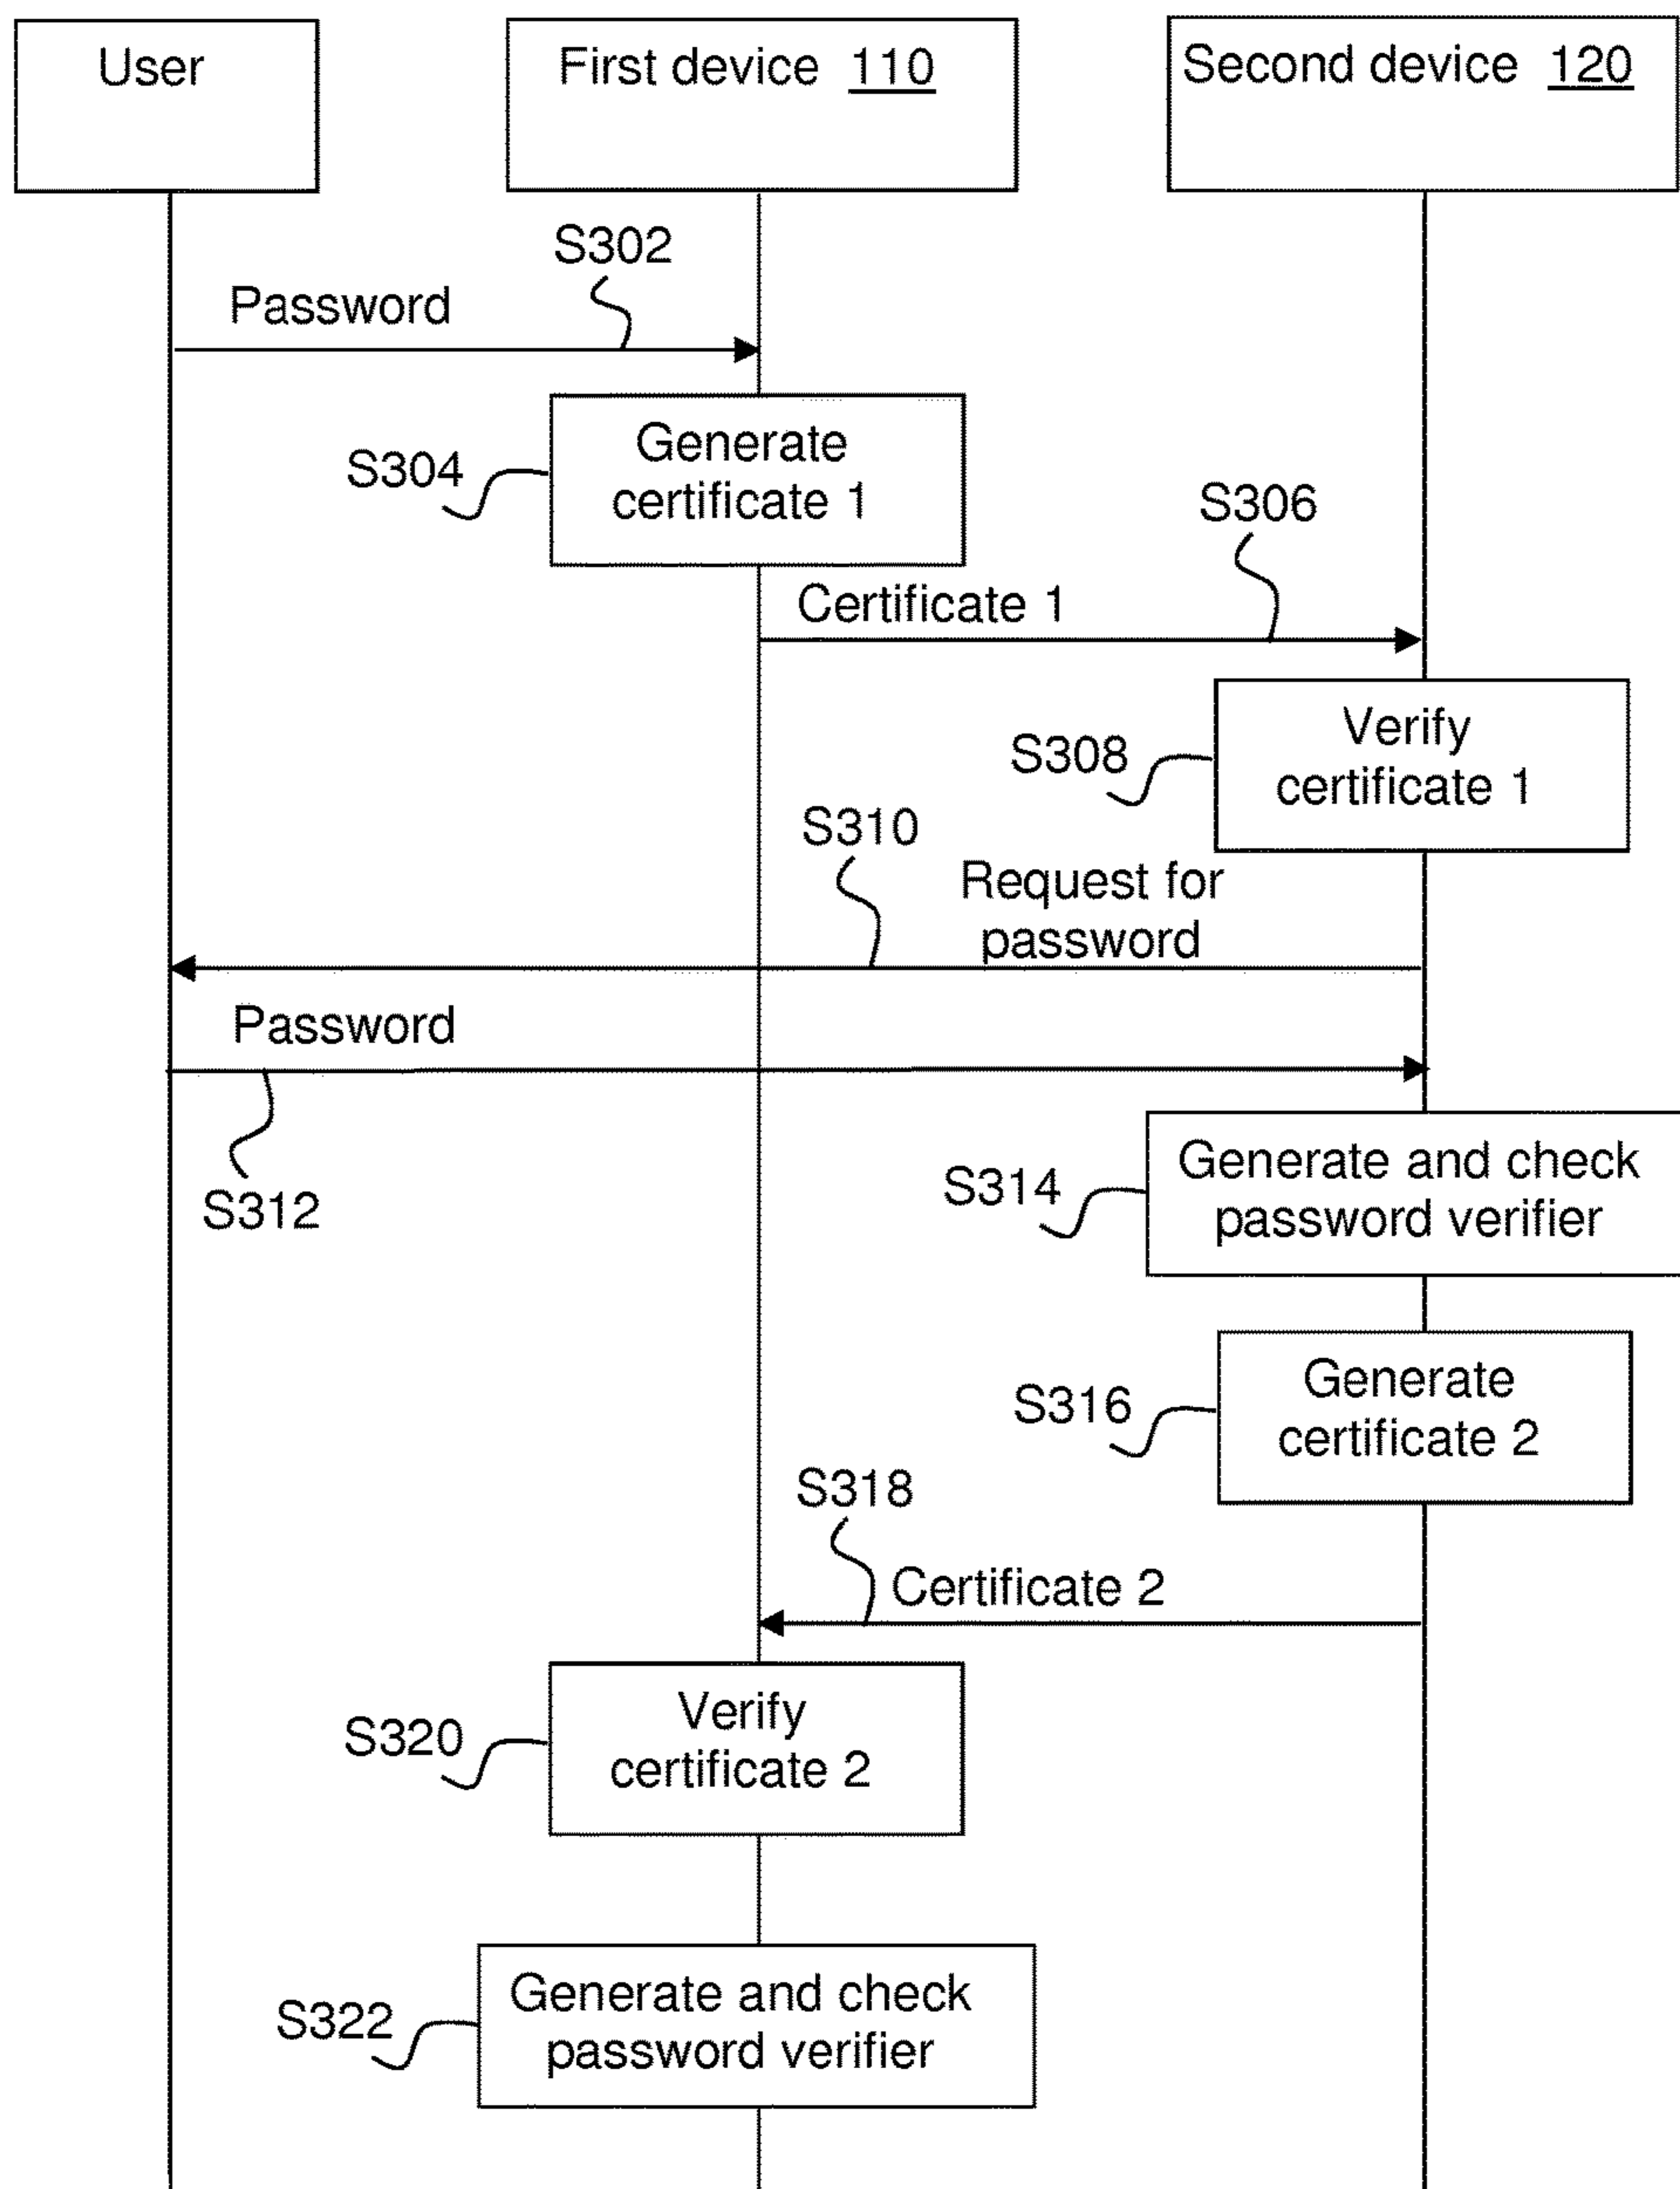 User
First device 110
Second device 120
S302
Password
Generate
certificate 1
S304
S306
Certificate 1
Verify
certificate 1
S308
S310
Request for
password
Password
S312
Generate and check
password verifier
S314
Generate
certificate 2
S316
S318
Certificate 2
Verify
certificate 2
S320
Generate and check
password verifier
S322